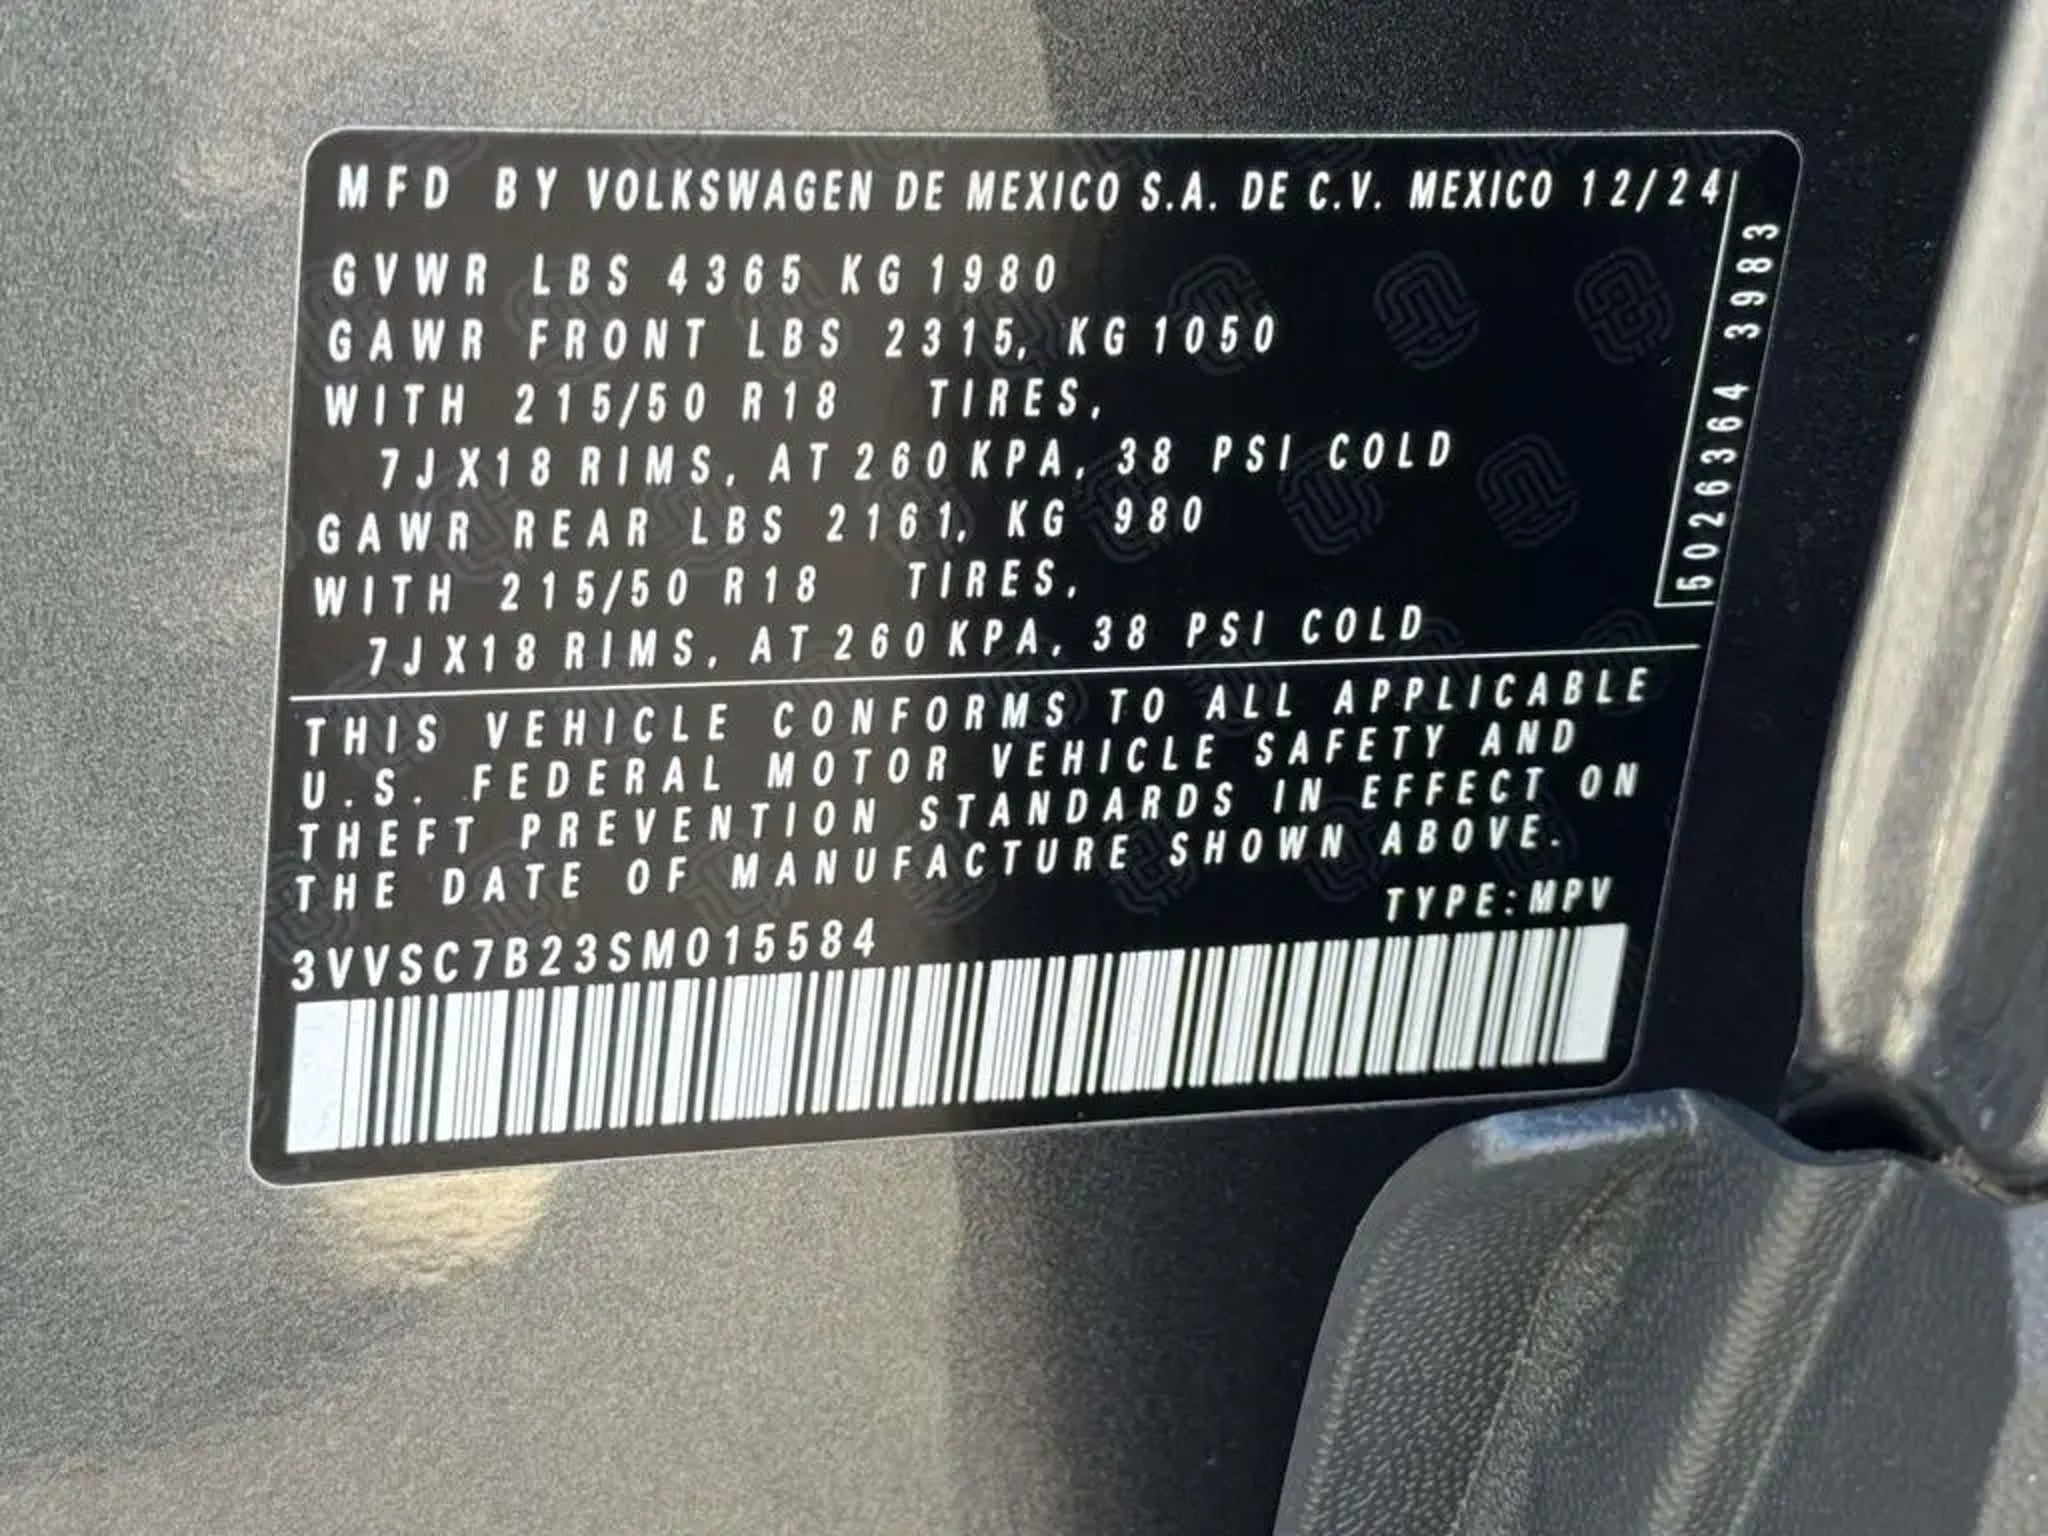 MFD BY VOLKSWAGEN DE MEXICO S.A. DE C.V. MEXICO 12/24
GVWR LBS 4365 KG 1980
GAWR FRONT LBS 2315, KG 1050
WITH 215/50 R18 TIRES,
7JX18 RIMS, AT 260 KPA, 38 PSI COLD
GAWR REAR LBS 2161, KG 980
WITH 215/50 R18 TIRES,
7JX18 RIMS, AT 260 KPA, 38 PSI COLD
5026364 3983
THIS VEHICLE CONFORMS TO ALL APPLICABLE
U.S. FEDERAL MOTOR VEHICLE SAFETY AND
THEFT PREVENTION STANDARDS IN EFFECT ON
THE DATE OF MANUFACTURE SHOWN ABOVE.
TYPE:MPV
3VVSC7B23SM015584